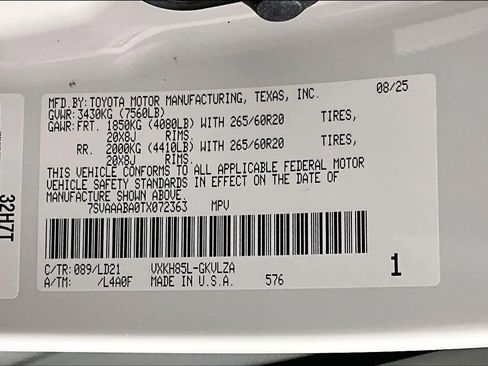 MFD.BY: TOYOTA MOTOR MANUFACTURING, TEXAS, INC. 08/25
GVWR: 3430KG (7560LB)
GAWR: FRT. 1850KG (4080LB) WITH 265/60R20 TIRES,
20X8J RIMS.
RR. 2000KG (4410LB) WITH 265/60R20 TIRES,
20X8J RIMS.
THIS VEHICLE CONFORMS TO ALL APPLICABLE FEDERAL MOTOR
VEHICLE SAFETY STANDARDS IN EFFECT ON THE DATE OF
MANUFACTURE SHOWN ABOVE.
7SVAAABA0TX072363 MPV
C/TR: 089/LD21 VXKH85L-GKVLZA
A/TM: /L4A0F MADE IN U.S.A. 576
1
32H7T